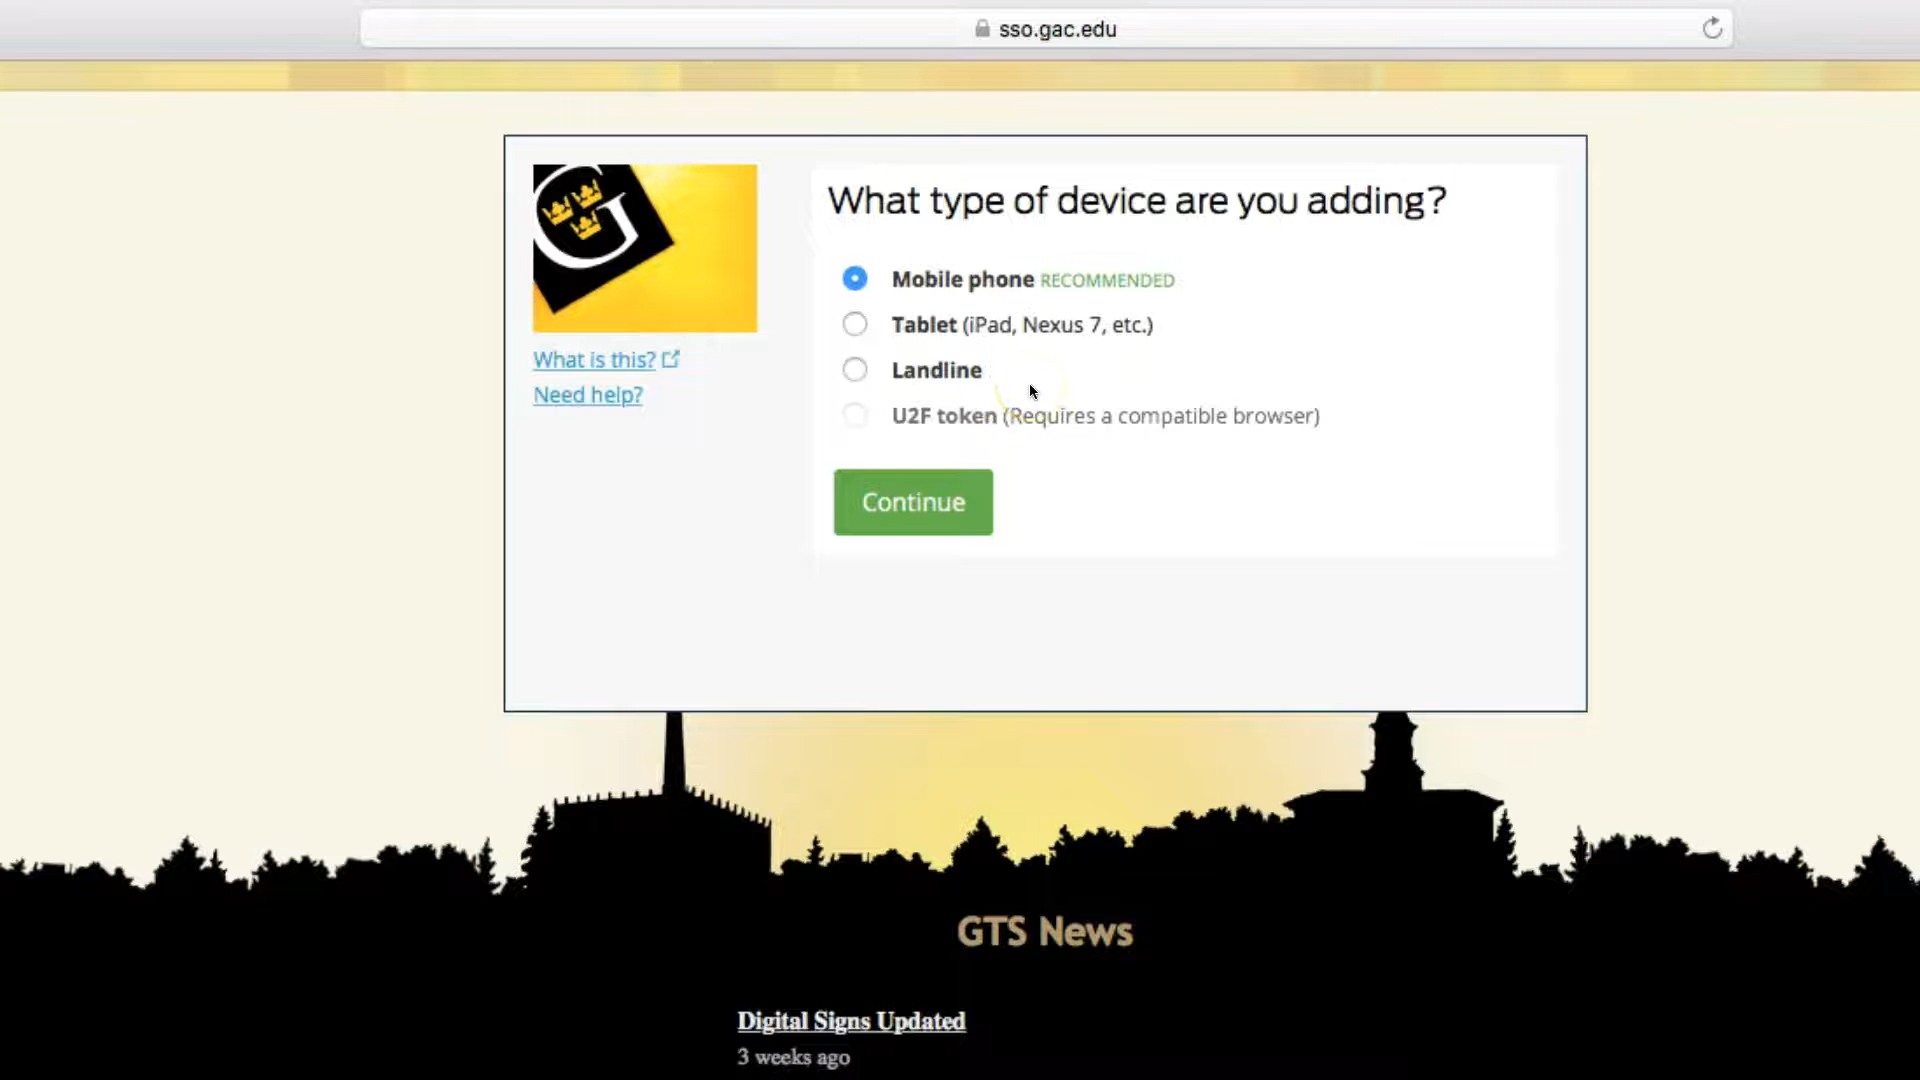 sso.gac.edu
What type of device are you adding?
Mobile phone RECOMMENDED
Tablet (iPad, Nexus 7, etc.)
Landline
U2F token (Requires a compatible browser)
Continue
G
What is this?
Need help?
GTS News
Digital Signs Updated
3 weeks ago